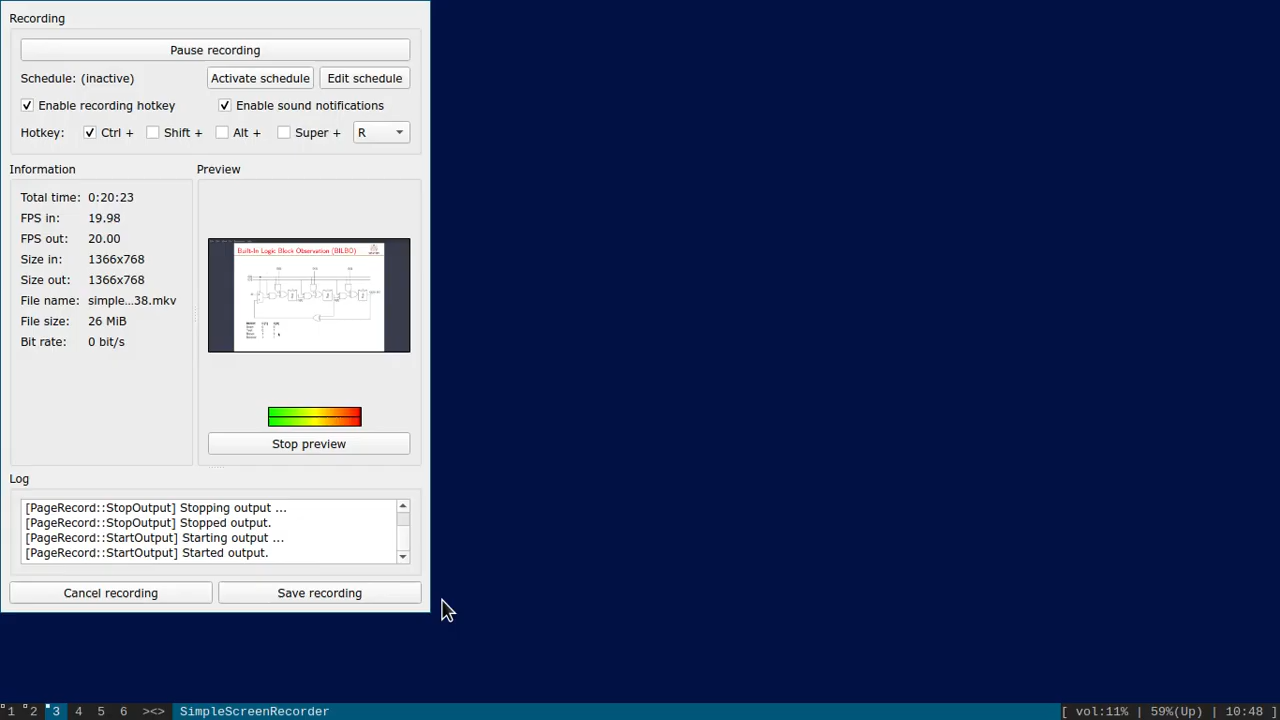 Recording
Pause recording
Schedule: (inactive)
Activate schedule
Edit schedule
Enable recording hotkey
Enable sound notifications
Hotkey:
Ctrl +
Shift +
Alt +
Super +
R
Information
Total time: 0:20:23
FPS in: 19.98
FPS out: 20.00
Size in: 1366x768
Size out: 1366x768
File name: simple...38.mkv
File size: 26 MiB
Bit rate: 0 bit/s
Preview
Built-In Logic Block Observation (BILBO)
Stop preview
Log
[PageRecord::StopOutput] Stopping output ...
[PageRecord::StopOutput] Stopped output.
[PageRecord::StartOutput] Starting output ...
[PageRecord::StartOutput] Started output.
Cancel recording
Save recording
1 2 3 4 5 6 ><> SimpleScreenRecorder [ vol:11% | 59%(Up) | 10:48 ]